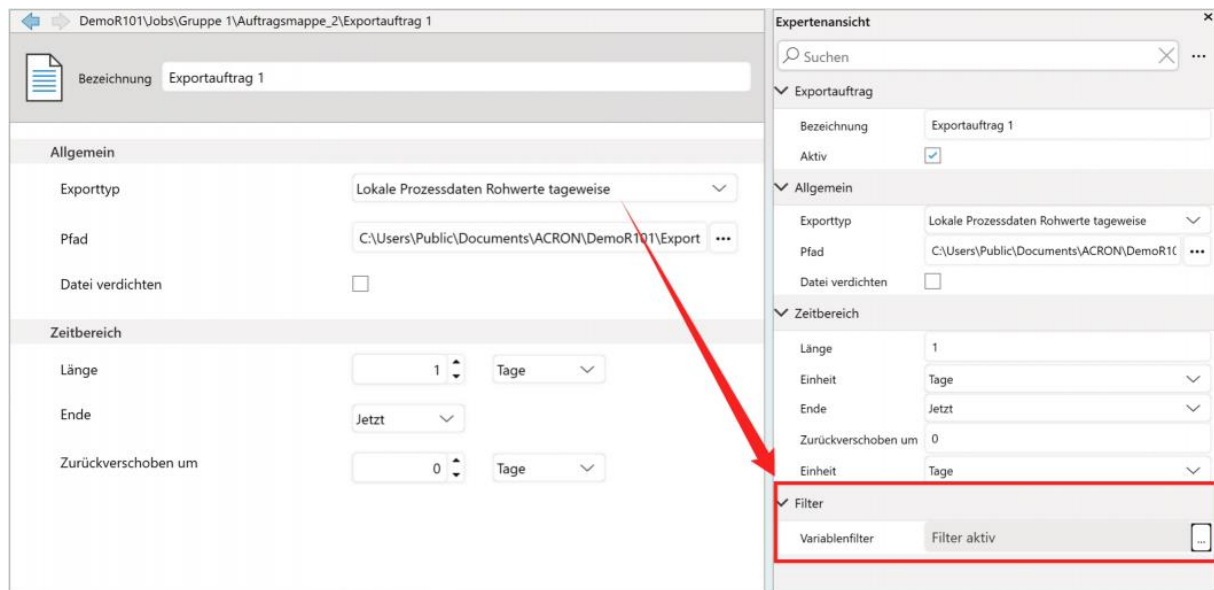 DemoR101\Jobs\Gruppe 1\Auftragsmappe_2\Exportauftrag 1
Bezeichnung Exportauftrag 1
Allgemein
Exporttyp Lokale Prozessdaten Rohwerte tageweise
Pfad C:\Users\Public\Documents\ACRON\DemoR101\Export ...
Datei verdichten
Zeitbereich
Länge 1 Tage
Ende Jetzt
Zurückverschoben um 0 Tage
Expertenansicht
Suchen ...
Exportauftrag
Bezeichnung Exportauftrag 1
Aktiv
Allgemein
Exporttyp Lokale Prozessdaten Rohwerte tageweise
Pfad C:\Users\Public\Documents\ACRON\DemoR10 ...
Datei verdichten
Zeitbereich
Länge 1
Einheit Tage
Ende Jetzt
Zurückverschoben um 0
Einheit Tage
Filter
Variablenfilter Filter aktiv ...